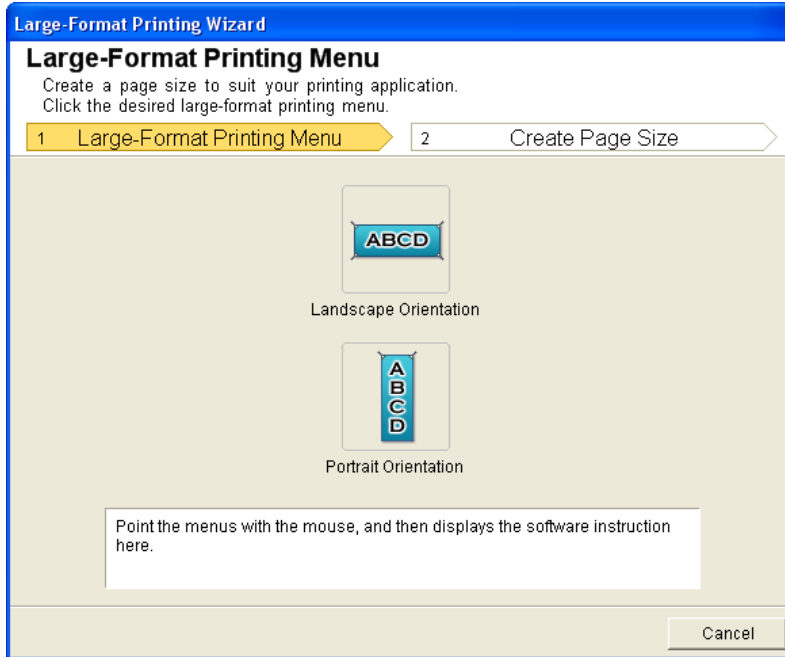 Large-Format Printing Wizard
Large-Format Printing Menu
Create a page size to suit your printing application.
Click the desired large-format printing menu.
1 Large-Format Printing Menu 2 Create Page Size
ABCD
Landscape Orientation
A
B
C
D
Portrait Orientation
Point the menus with the mouse, and then displays the software instruction
here.
Cancel